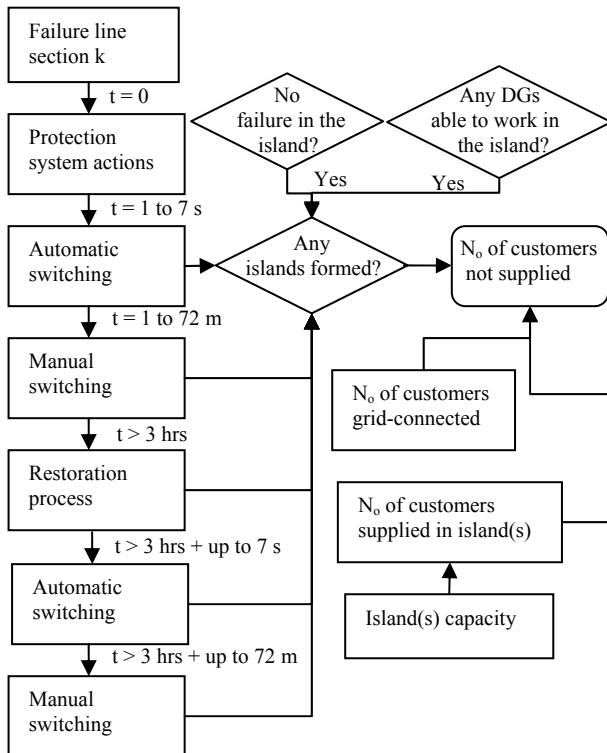 Failure line
section k
t = 0
Protection
system actions
t = 1 to 7 s
Automatic
switching
t = 1 to 72 m
Manual
switching
t > 3 hrs
Restoration
process
t > 3 hrs + up to 7 s
Automatic
switching
t > 3 hrs + up to 72 m
Manual
switching
No
failure in the
island?
Yes
Any DGs
able to work in
the island?
Yes
Any
islands formed?
Nₒ of customers
not supplied
Nₒ of customers
grid-connected
Nₒ of customers
supplied in island(s)
Island(s) capacity